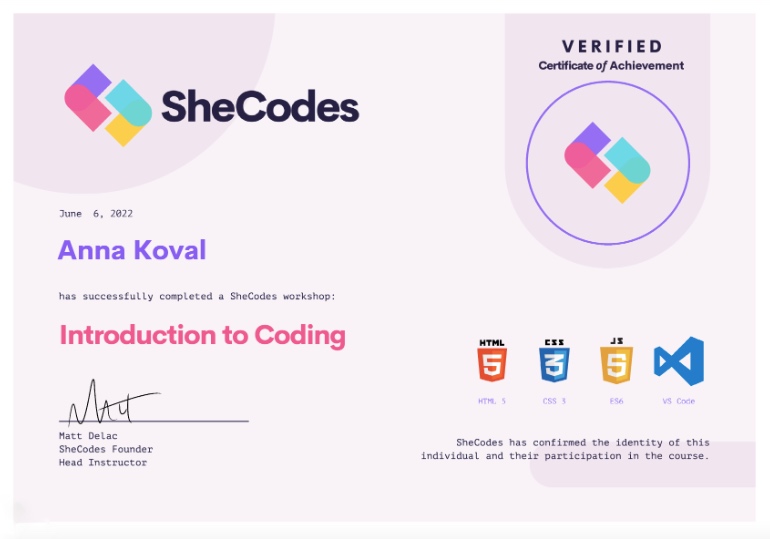 VERIFIED
Certificate of Achievement
SheCodes
June 6, 2022
Anna Koval
has successfully completed a SheCodes workshop:
Introduction to Coding
HTML
5
CSS
3
JS
5
HTML 5
CSS 3
ES6
VS Code
Matt
Matt Delac
SheCodes Founder
Head Instructor
SheCodes has confirmed the identity of this
individual and their participation in the course.